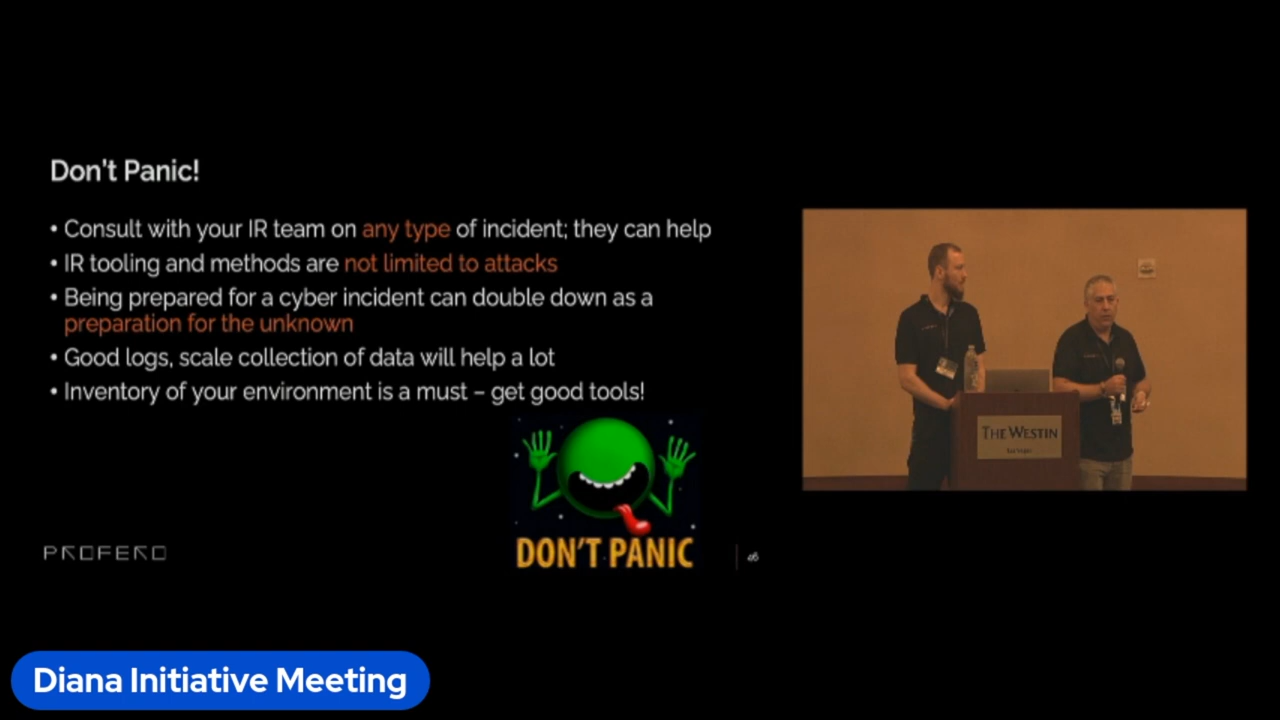 Don't Panic!
• Consult with your IR team on any type of incident; they can help
• IR tooling and methods are not limited to attacks
• Being prepared for a cyber incident can double down as a
preparation for the unknown
• Good logs, scale collection of data will help a lot
• Inventory of your environment is a must – get good tools!
DON'T PANIC
PROFERO
46
THE WESTIN
Las Vegas
Diana Initiative Meeting